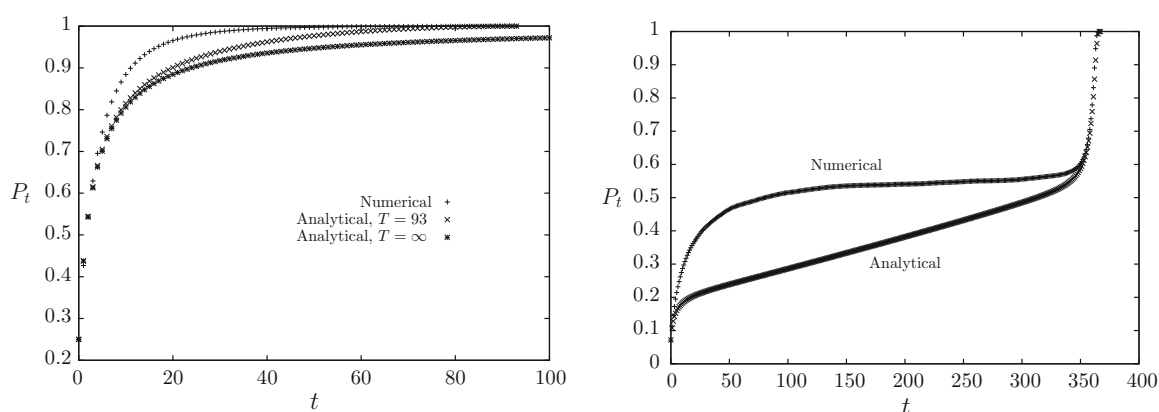 1
0.9
0.8
0.7
0.6
0.5
0.4
0.3
0.2
P_t
Numerical +
Analytical, T = 93 ×
Analytical, T = ∞ ∗
0 20 40 60 80 100
t
1
0.9
0.8
0.7
0.6
0.5
0.4
0.3
0.2
0.1
0
P_t
Numerical
Analytical
0 50 100 150 200 250 300 350 400
t